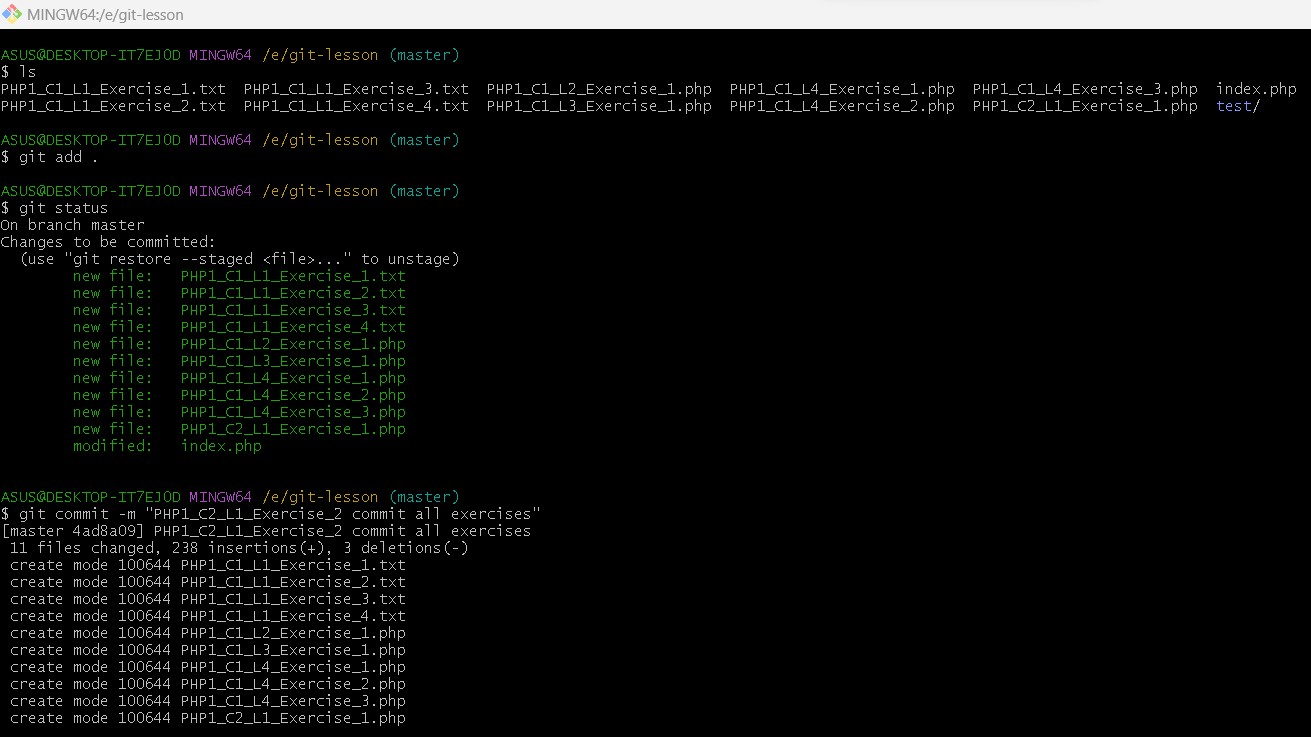 MINGW64:/e/git-lesson
ASUS@DESKTOP-IT7EJ0D MINGW64 /e/git-lesson (master)
$ ls
PHP1_C1_L1_Exercise_1.txt  PHP1_C1_L1_Exercise_3.txt  PHP1_C1_L2_Exercise_1.php  PHP1_C1_L4_Exercise_1.php  PHP1_C1_L4_Exercise_3.php  index.php
PHP1_C1_L1_Exercise_2.txt  PHP1_C1_L1_Exercise_4.txt  PHP1_C1_L3_Exercise_1.php  PHP1_C1_L4_Exercise_2.php  PHP1_C2_L1_Exercise_1.php  test/
ASUS@DESKTOP-IT7EJ0D MINGW64 /e/git-lesson (master)
$ git add .
ASUS@DESKTOP-IT7EJ0D MINGW64 /e/git-lesson (master)
$ git status
On branch master
Changes to be committed:
  (use "git restore --staged <file>..." to unstage)
        new file:   PHP1_C1_L1_Exercise_1.txt
        new file:   PHP1_C1_L1_Exercise_2.txt
        new file:   PHP1_C1_L1_Exercise_3.txt
        new file:   PHP1_C1_L1_Exercise_4.txt
        new file:   PHP1_C1_L2_Exercise_1.php
        new file:   PHP1_C1_L3_Exercise_1.php
        new file:   PHP1_C1_L4_Exercise_1.php
        new file:   PHP1_C1_L4_Exercise_2.php
        new file:   PHP1_C1_L4_Exercise_3.php
        new file:   PHP1_C2_L1_Exercise_1.php
        modified:   index.php
ASUS@DESKTOP-IT7EJ0D MINGW64 /e/git-lesson (master)
$ git commit -m "PHP1_C2_L1_Exercise_2 commit all exercises"
[master 4ad8a09] PHP1_C2_L1_Exercise_2 commit all exercises
 11 files changed, 238 insertions(+), 3 deletions(-)
 create mode 100644 PHP1_C1_L1_Exercise_1.txt
 create mode 100644 PHP1_C1_L1_Exercise_2.txt
 create mode 100644 PHP1_C1_L1_Exercise_3.txt
 create mode 100644 PHP1_C1_L1_Exercise_4.txt
 create mode 100644 PHP1_C1_L2_Exercise_1.php
 create mode 100644 PHP1_C1_L3_Exercise_1.php
 create mode 100644 PHP1_C1_L4_Exercise_1.php
 create mode 100644 PHP1_C1_L4_Exercise_2.php
 create mode 100644 PHP1_C1_L4_Exercise_3.php
 create mode 100644 PHP1_C2_L1_Exercise_1.php